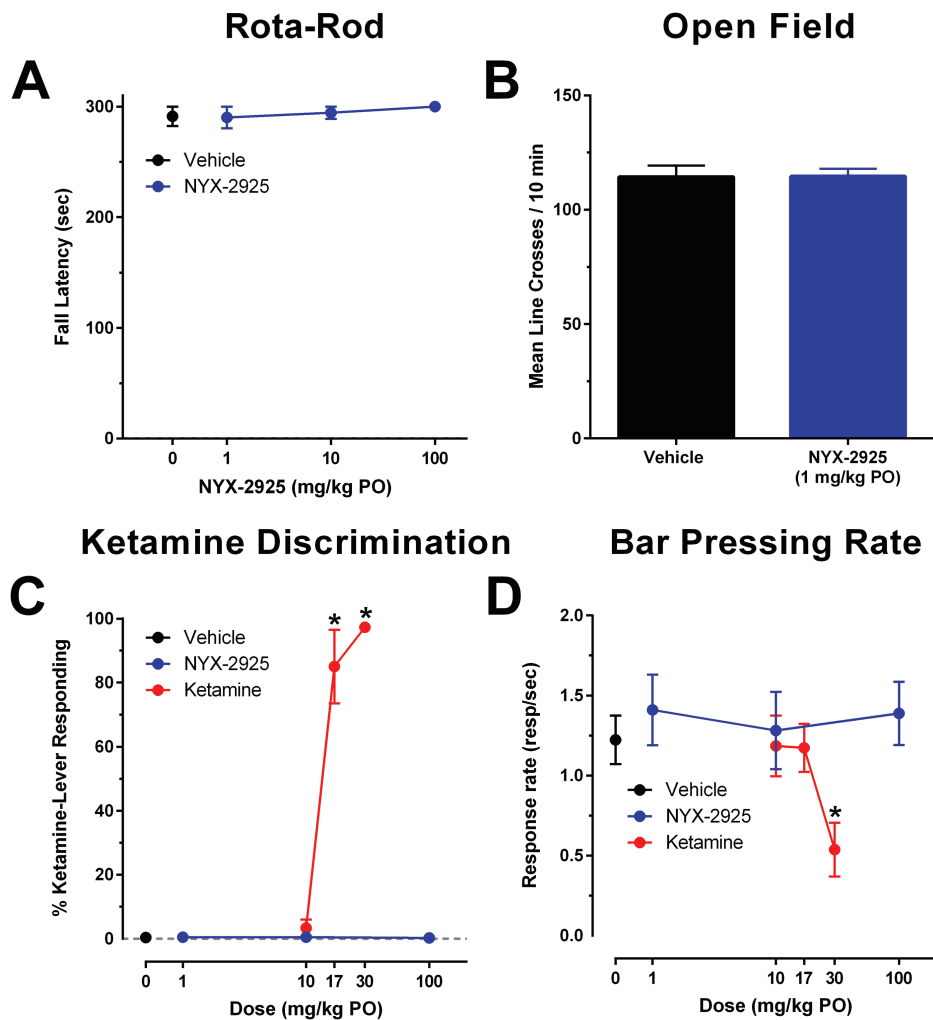 Rota-Rod
A
300
200
100
0
Fall Latency (sec)
Vehicle
NYX-2925
0 1 10 100
NYX-2925 (mg/kg PO)
Open Field
B
150
100
50
0
Mean Line Crosses / 10 min
Vehicle
NYX-2925
(1 mg/kg PO)
Ketamine Discrimination
C
100
80
60
40
20
0
% Ketamine-Lever Responding
Vehicle
NYX-2925
Ketamine
* *
0 1 10 17 30 100
Dose (mg/kg PO)
Bar Pressing Rate
D
2.0
1.5
1.0
0.5
0.0
Response rate (resp/sec)
Vehicle
NYX-2925
Ketamine
*
0 1 10 17 30 100
Dose (mg/kg PO)